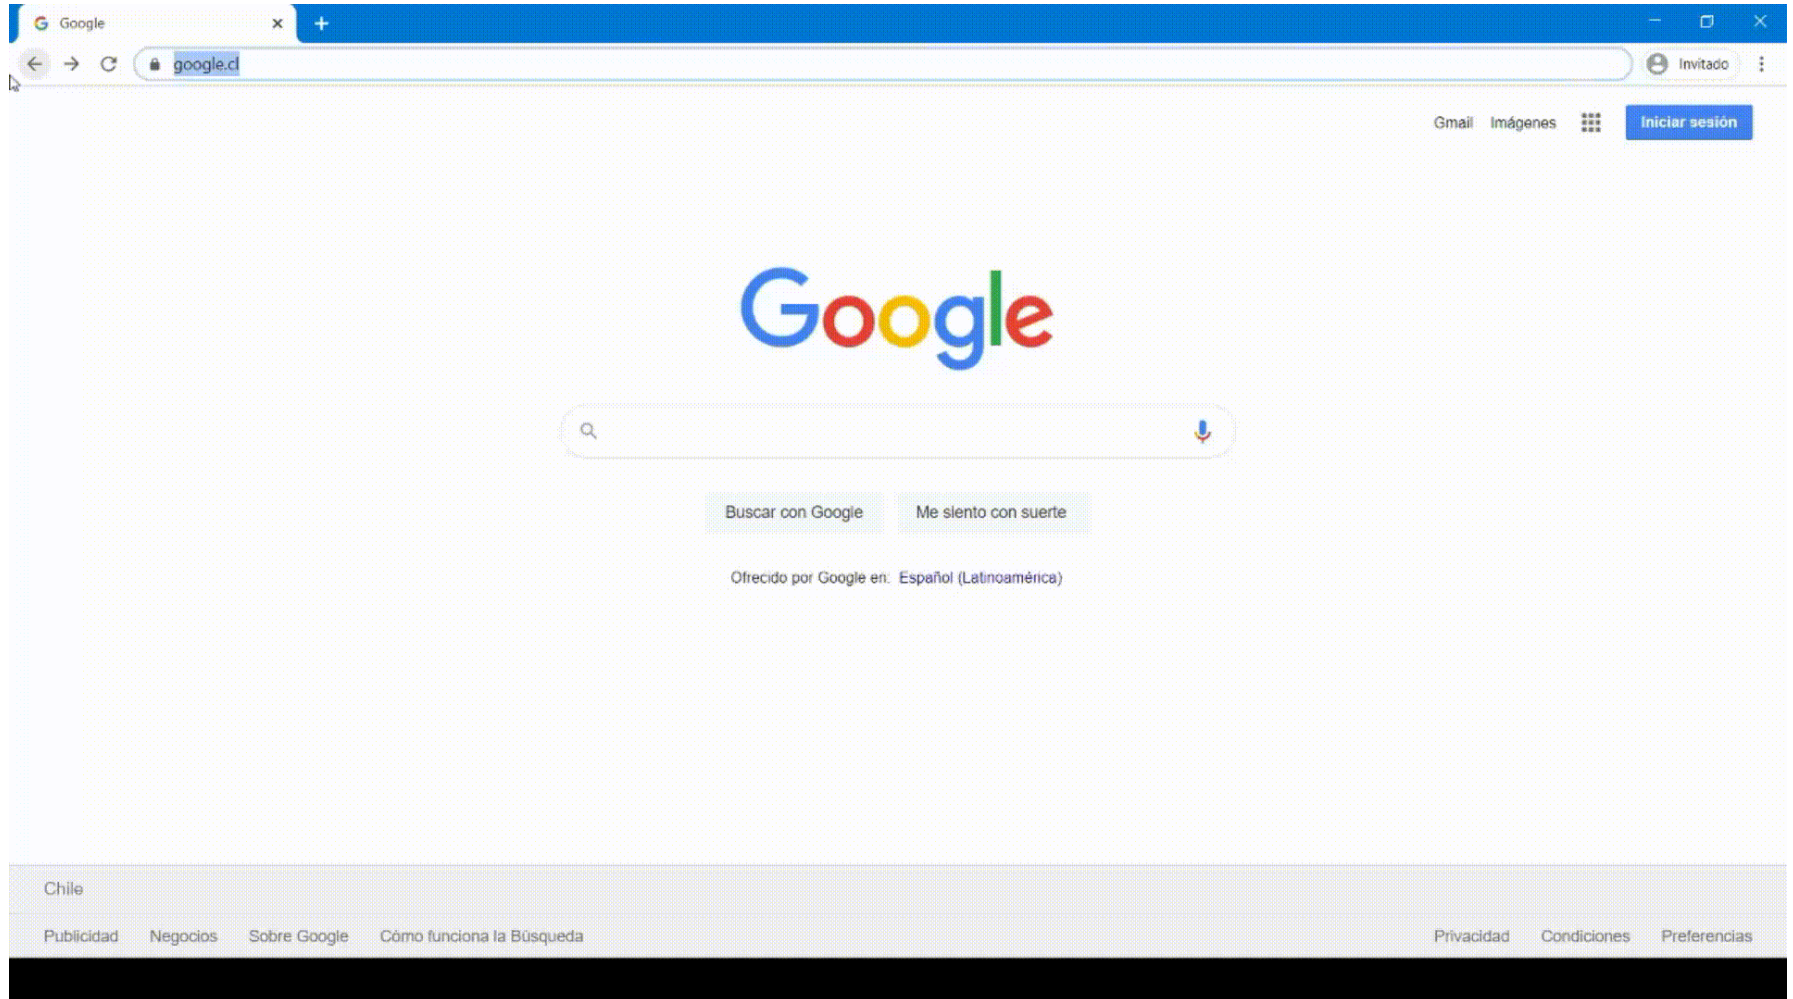 Google
google.cl
Invitado
Gmail Imágenes Iniciar sesión
Google
Buscar con Google Me siento con suerte
Ofrecido por Google en: Español (Latinoamérica)
Chile
Publicidad Negocios Sobre Google Cómo funciona la Búsqueda Privacidad Condiciones Preferencias